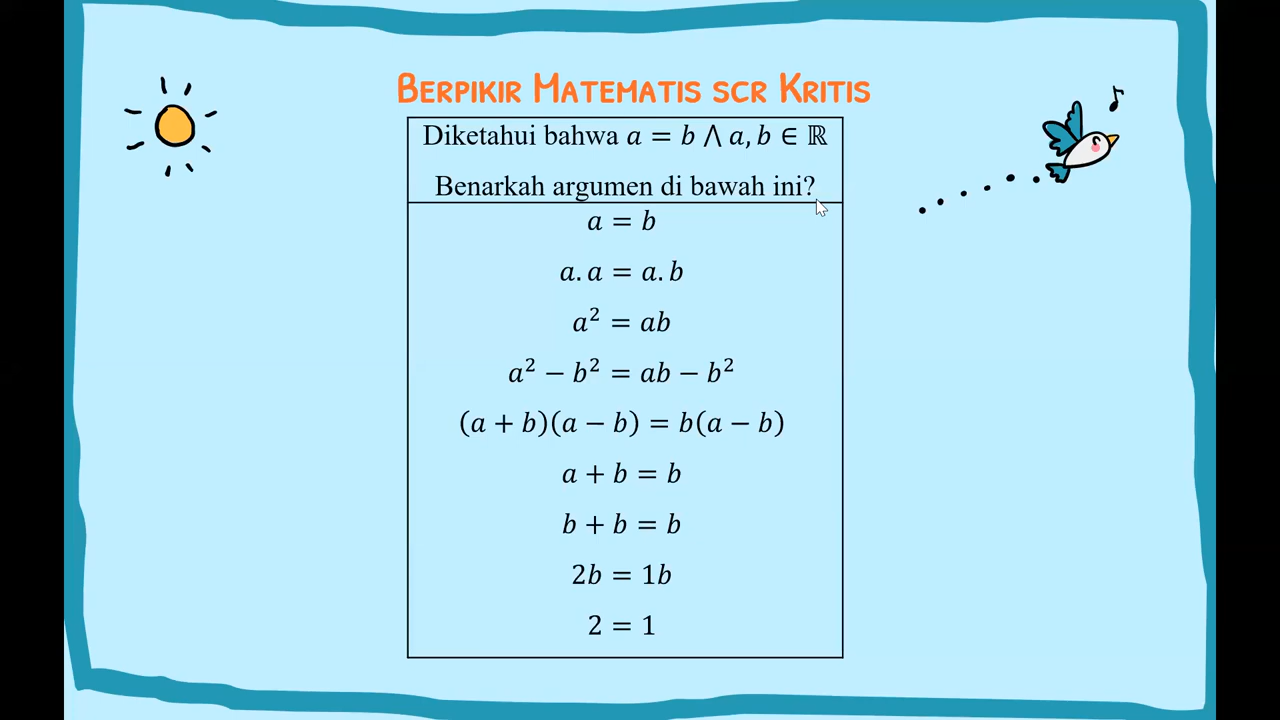 BERPIKIR MATEMATIS SCR KRITIS
Diketahui bahwa a = b ⋀ a, b ∈ ℝ
Benarkah argumen di bawah ini?
a = b
a. a = a. b
a² = ab
a² − b² = ab − b²
(a + b)(a − b) = b(a − b)
a + b = b
b + b = b
2b = 1b
2 = 1